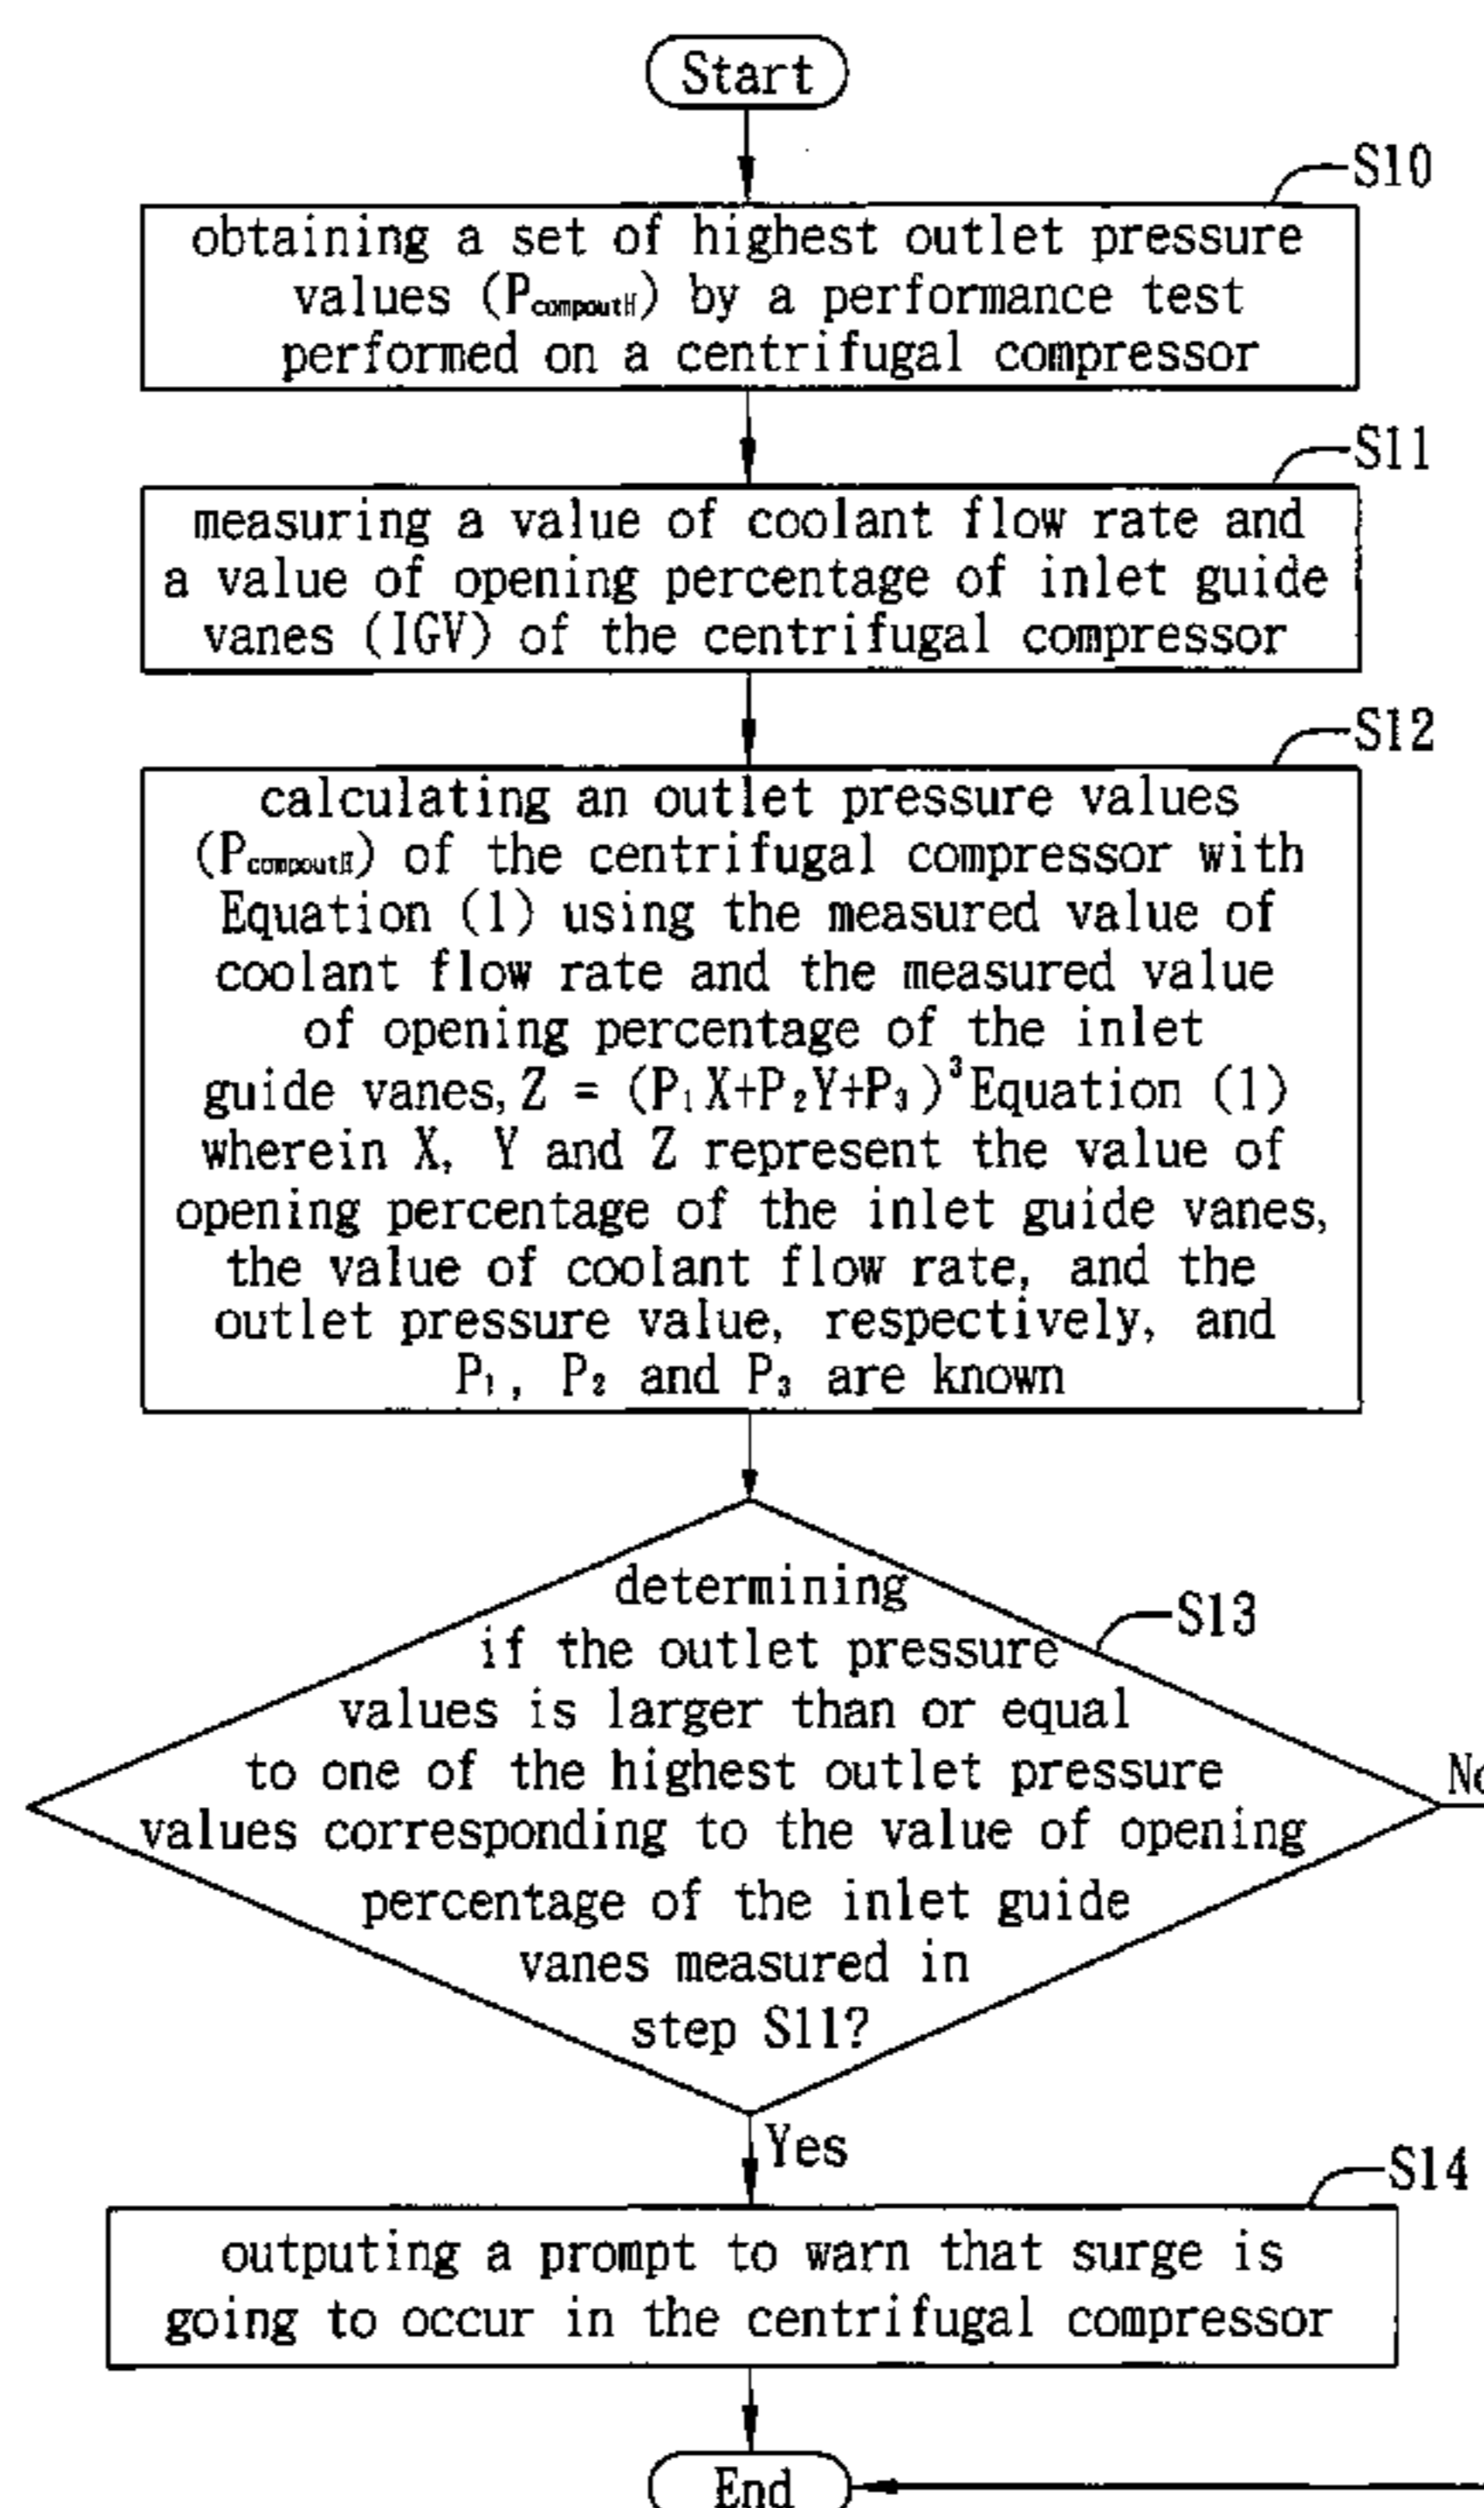 Start
S10
obtaining a set of highest outlet pressure
values (PcompoutH) by a performance test
performed on a centrifugal compressor
S11
measuring a value of coolant flow rate and
a value of opening percentage of inlet guide
vanes (IGV) of the centrifugal compressor
S12
calculating an outlet pressure values
(PcompoutH) of the centrifugal compressor with
Equation (1) using the measured value of
coolant flow rate and the measured value
of opening percentage of the inlet
guide vanes, Z = (P₁X+P₂Y+P₃)³ Equation (1)
wherein X, Y and Z represent the value of
opening percentage of the inlet guide vanes,
the value of coolant flow rate, and the
outlet pressure value, respectively, and
P₁, P₂ and P₃ are known
determining
S13
if the outlet pressure
values is larger than or equal
to one of the highest outlet pressure
No
values corresponding to the value of opening
percentage of the inlet guide
vanes measured in
step S11?
Yes
S14
outputing a prompt to warn that surge is
going to occur in the centrifugal compressor
End